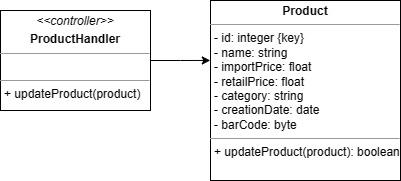 <<controller>>
ProductHandler
+ updateProduct(product)
Product
- id: integer {key}
- name: string
- importPrice: float
- retailPrice: float
- category: string
- creationDate: date
- barCode: byte
+ updateProduct(product): boolean